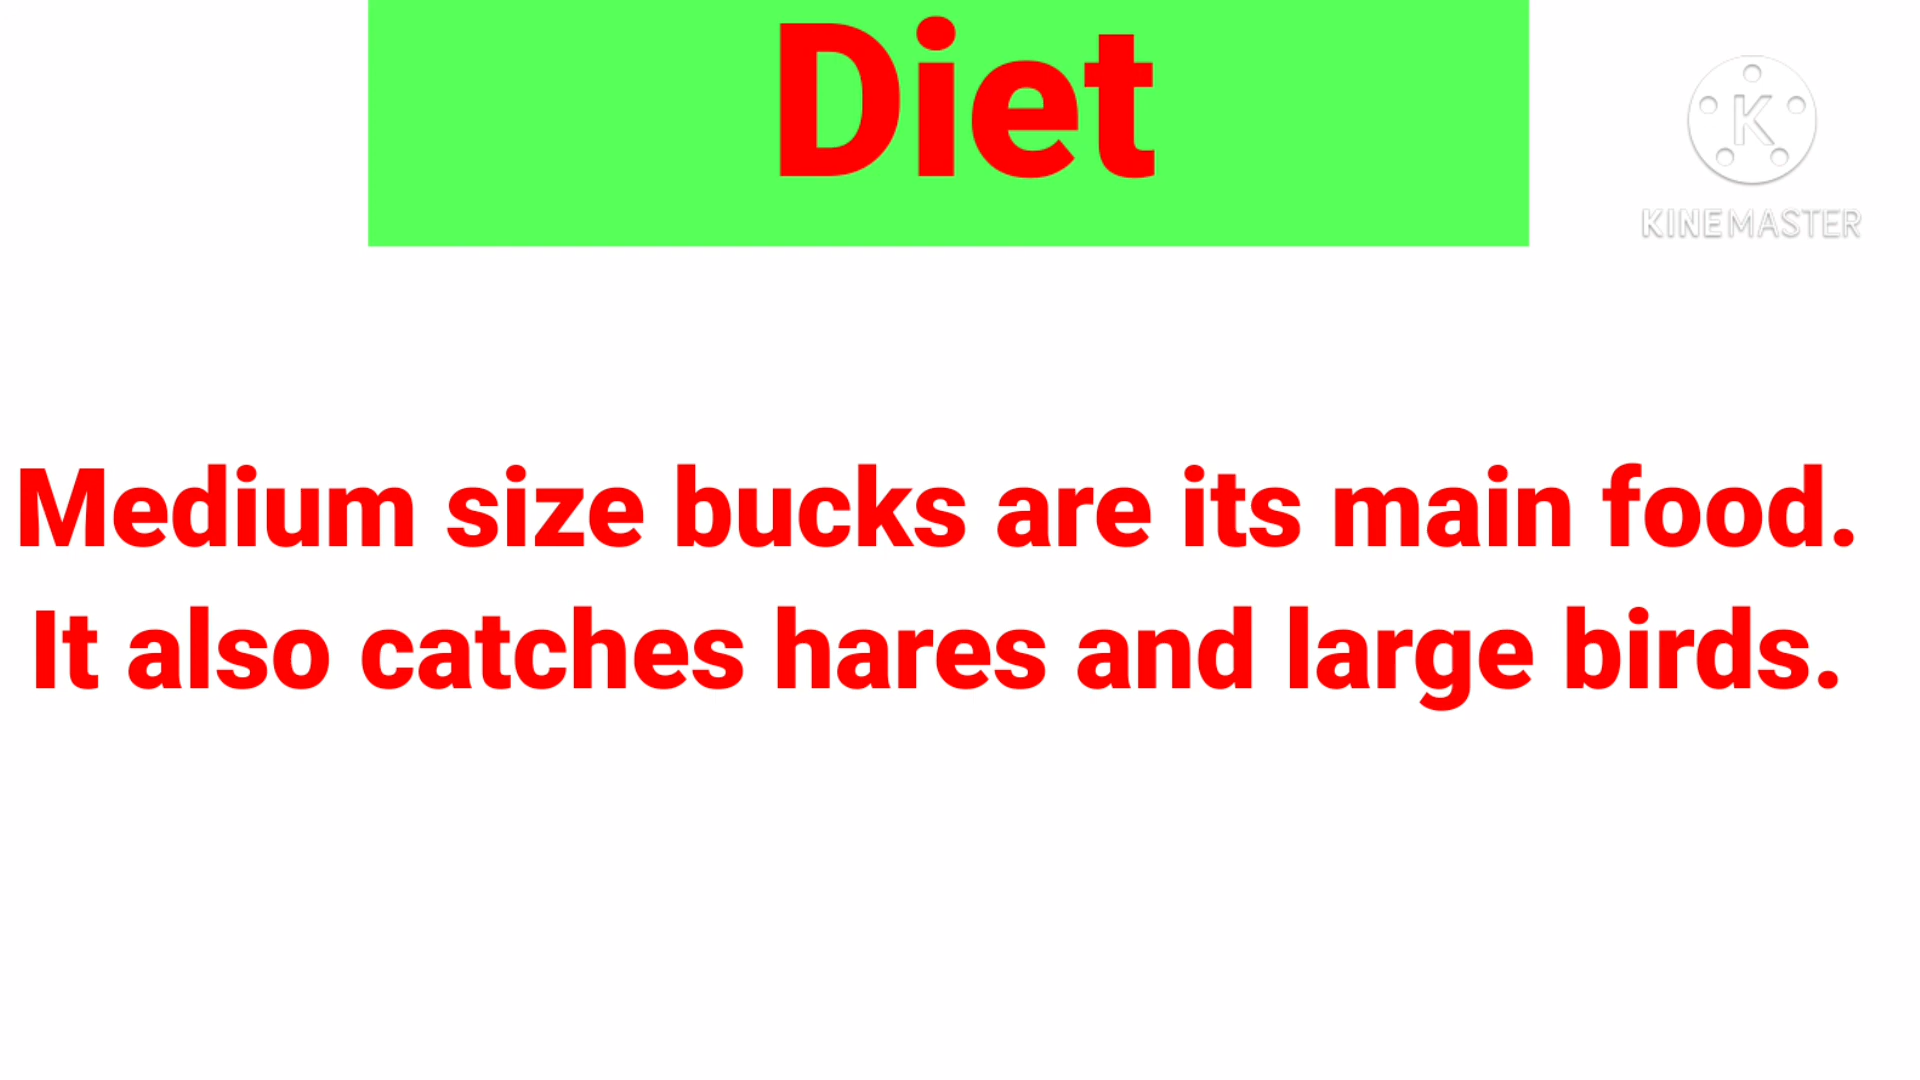 Diet
K
KINEMASTER
Medium size bucks are its main food.
It also catches hares and large birds.